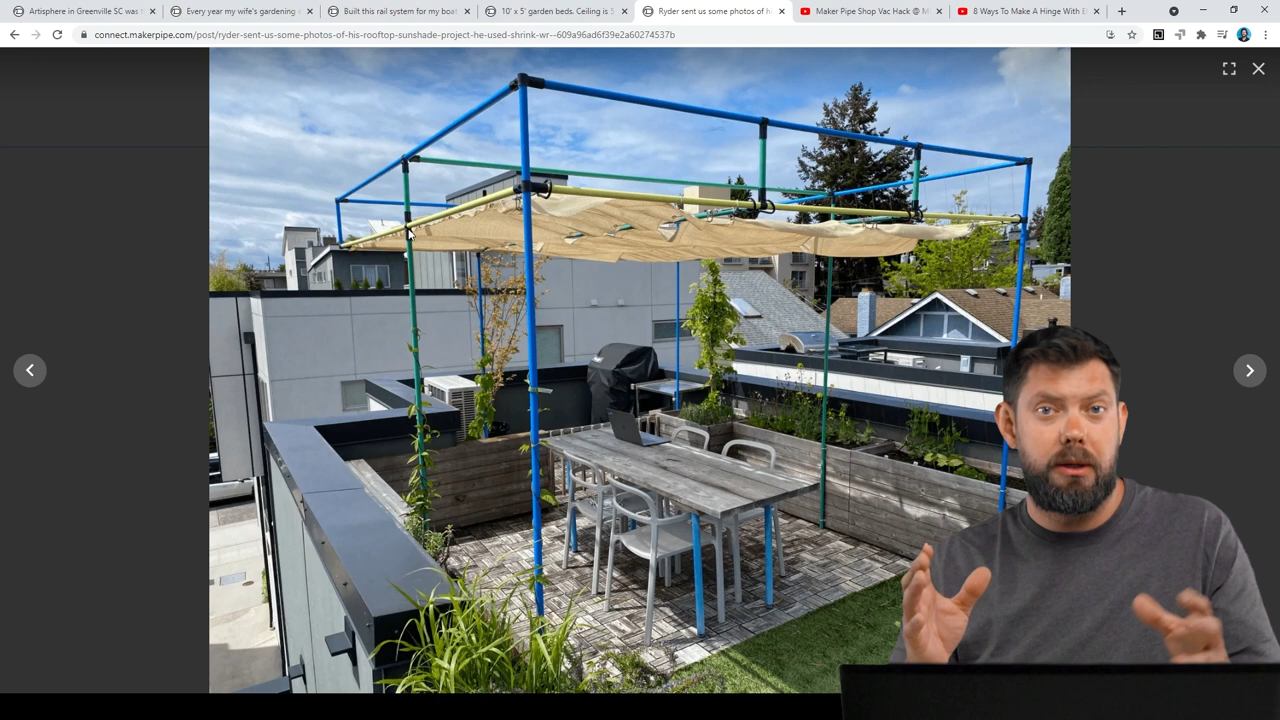 Artisphere in Greenville SC was t
Every year my wife's gardening e
Built this rail system for my boat
10' x 5' garden beds. Ceiling is 5
Ryder sent us some photos of hi
Maker Pipe Shop Vac Hack @ M
8 Ways To Make A Hinge With E
connect.makerpipe.com/post/ryder-sent-us-some-photos-of-his-rooftop-sunshade-project-he-used-shrink-wr--609a96ad6f39e2a60274537b